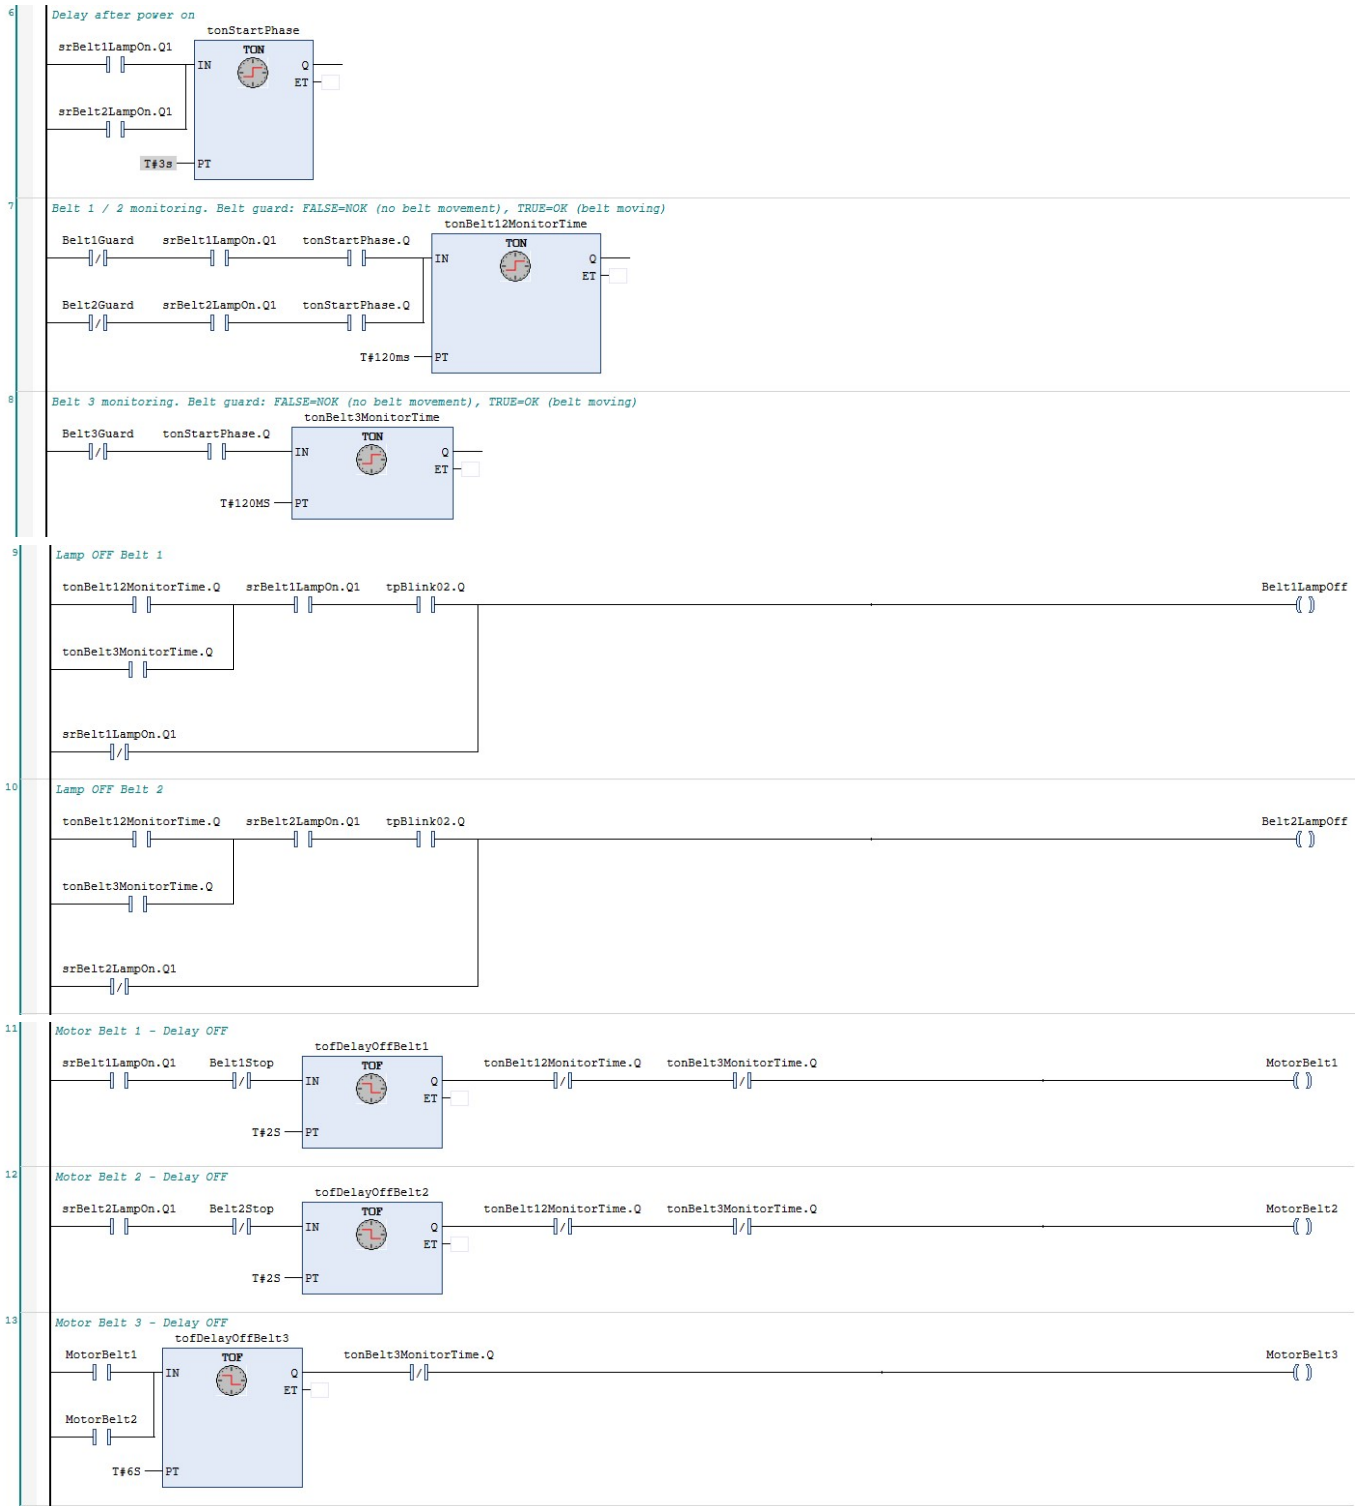 6
Delay after power on
tonStartPhase
srBelt1LampOn.Q1
TON
IN
Q
ET
srBelt2LampOn.Q1
T#3s
PT
7
Belt 1 / 2 monitoring. Belt guard: FALSE=NOK (no belt movement), TRUE=OK (belt moving)
tonBelt12MonitorTime
Belt1Guard srBelt1LampOn.Q1 tonStartPhase.Q
TON
IN
Q
ET
Belt2Guard srBelt2LampOn.Q1 tonStartPhase.Q
T#120ms
PT
8
Belt 3 monitoring. Belt guard: FALSE=NOK (no belt movement), TRUE=OK (belt moving)
tonBelt3MonitorTime
Belt3Guard tonStartPhase.Q
TON
IN
Q
ET
T#120MS
PT
9
Lamp OFF Belt 1
tonBelt12MonitorTime.Q srBelt1LampOn.Q1 tpBlink02.Q Belt1LampOff
tonBelt3MonitorTime.Q
srBelt1LampOn.Q1
10
Lamp OFF Belt 2
tonBelt12MonitorTime.Q srBelt2LampOn.Q1 tpBlink02.Q Belt2LampOff
tonBelt3MonitorTime.Q
srBelt2LampOn.Q1
11
Motor Belt 1 - Delay OFF
tofDelayOffBelt1
srBelt1LampOn.Q1 Belt1Stop
TOF
tonBelt12MonitorTime.Q tonBelt3MonitorTime.Q MotorBelt1
IN
Q
ET
T#2S
PT
12
Motor Belt 2 - Delay OFF
tofDelayOffBelt2
srBelt2LampOn.Q1 Belt2Stop
TOF
tonBelt12MonitorTime.Q tonBelt3MonitorTime.Q MotorBelt2
IN
Q
ET
T#2S
PT
13
Motor Belt 3 - Delay OFF
tofDelayOffBelt3
MotorBelt1
TOF
tonBelt3MonitorTime.Q MotorBelt3
IN
Q
ET
MotorBelt2
T#6S
PT